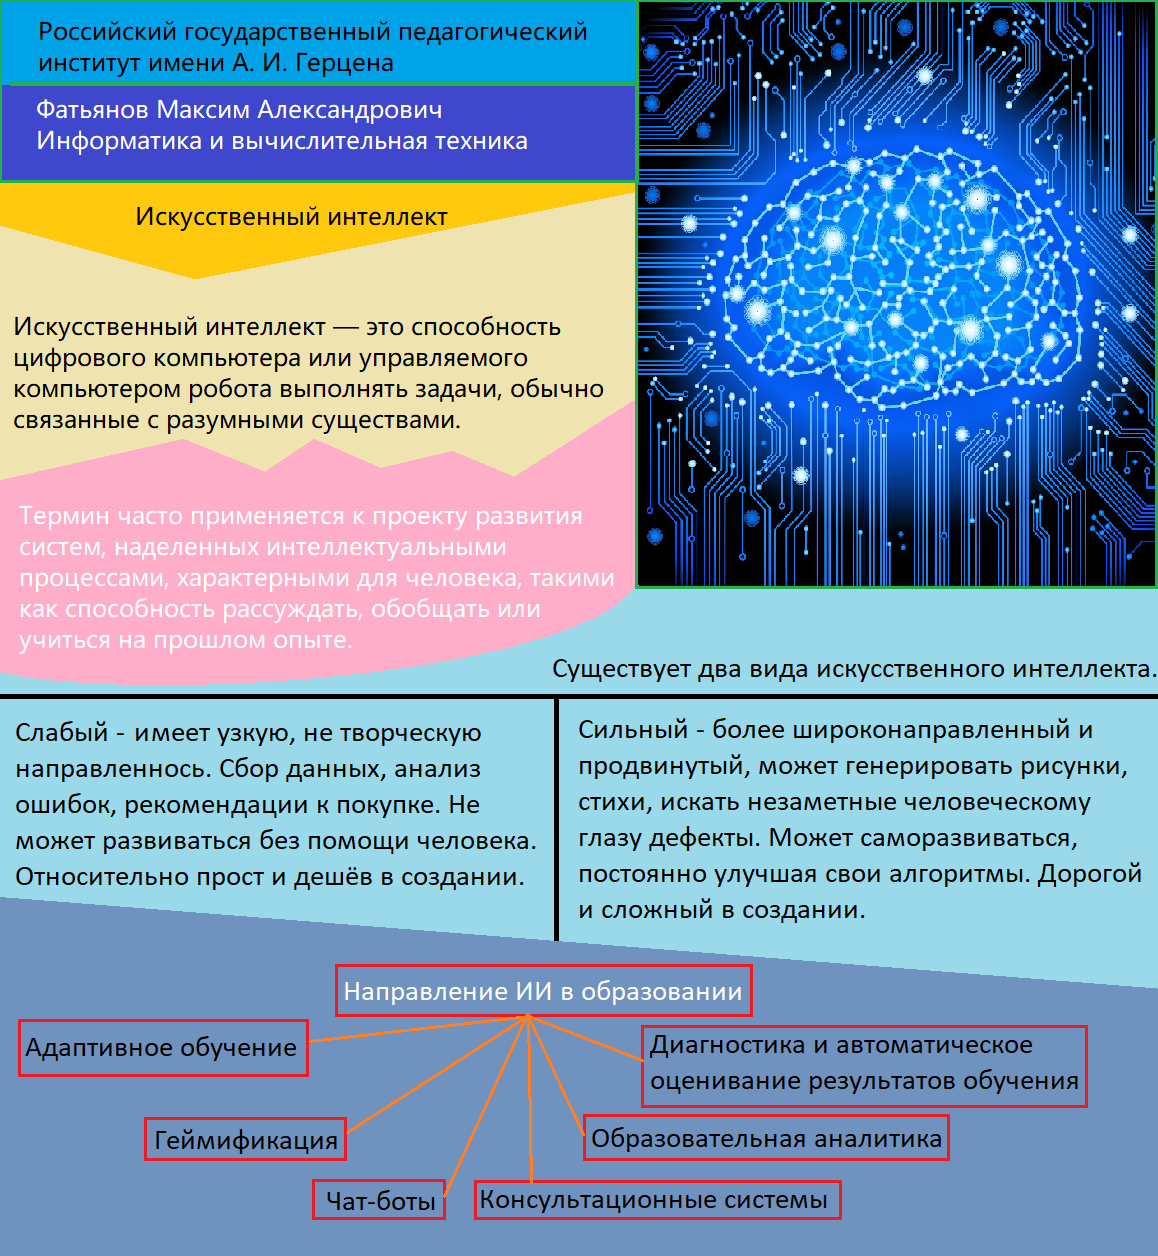 Российский государственный педагогический
институт имени А. И. Герцена
Фатьянов Максим Александрович
Информатика и вычислительная техника
Искусственный интеллект
Искусственный интеллект — это способность
цифрового компьютера или управляемого
компьютером робота выполнять задачи, обычно
связанные с разумными существами.
Термин часто применяется к проекту развития
систем, наделенных интеллектуальными
процессами, характерными для человека, такими
как способность рассуждать, обобщать или
учиться на прошлом опыте.
Существует два вида искусственного интеллекта.
Слабый - имеет узкую, не творческую
направленнось. Сбор данных, анализ
ошибок, рекомендации к покупке. Не
может развиваться без помощи человека.
Относительно прост и дешёв в создании.
Сильный - более широконаправленный и
продвинутый, может генерировать рисунки,
стихи, искать незаметные человеческому
глазу дефекты. Может саморазвиваться,
постоянно улучшая свои алгоритмы. Дорогой
и сложный в создании.
Направление ИИ в образовании
Адаптивное обучение
Диагностика и автоматическое
оценивание результатов обучения
Геймификация
Образовательная аналитика
Чат-боты
Консультационные системы